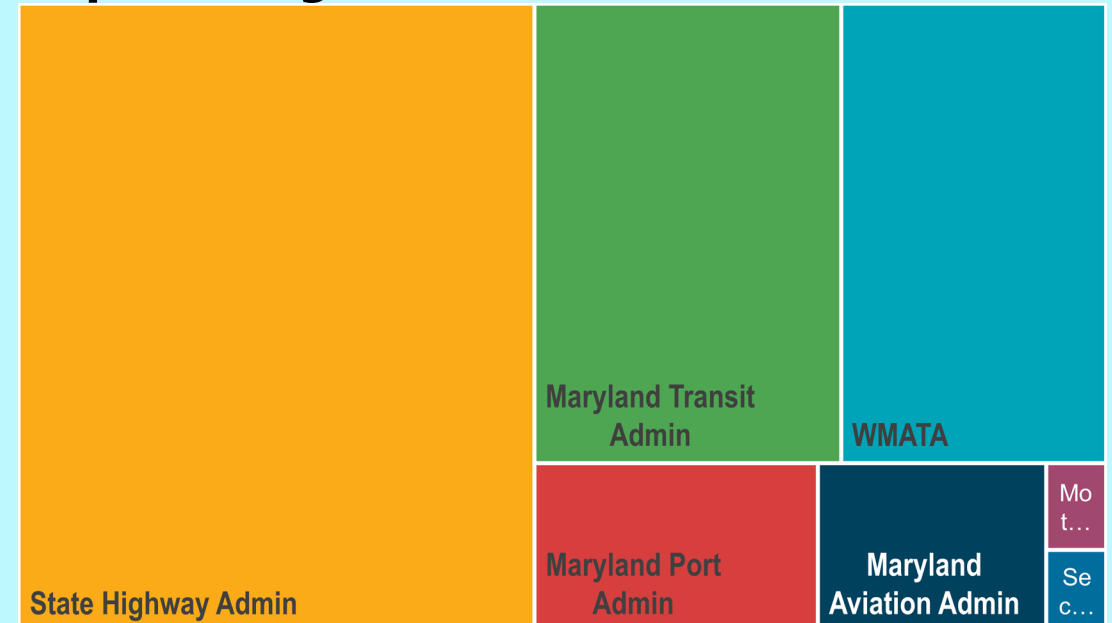 State Highway Admin
Maryland Transit
Admin
WMATA
Maryland Port
Admin
Maryland
Aviation Admin
Mo
t…
Se
c…